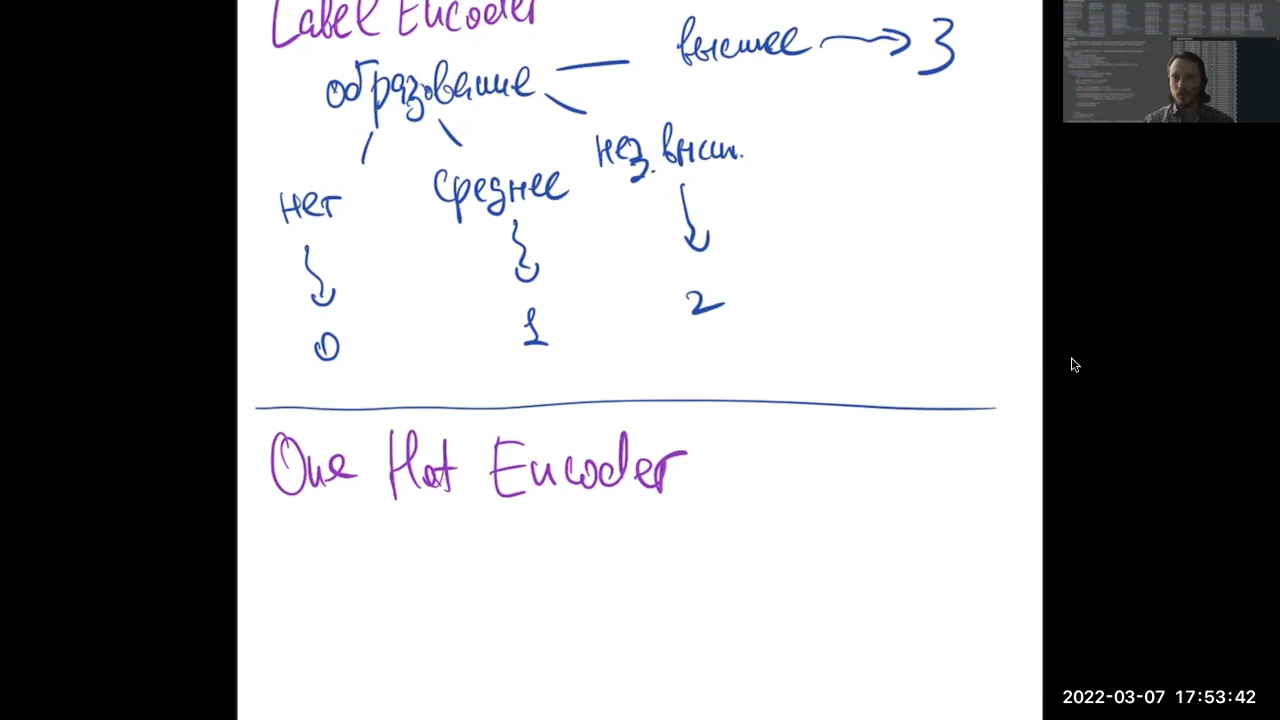 Label Encoder
высшее 3
образование
нез. высш.
нет среднее
2
0 1
One Hot Encoder
2022-03-07 17:53:42